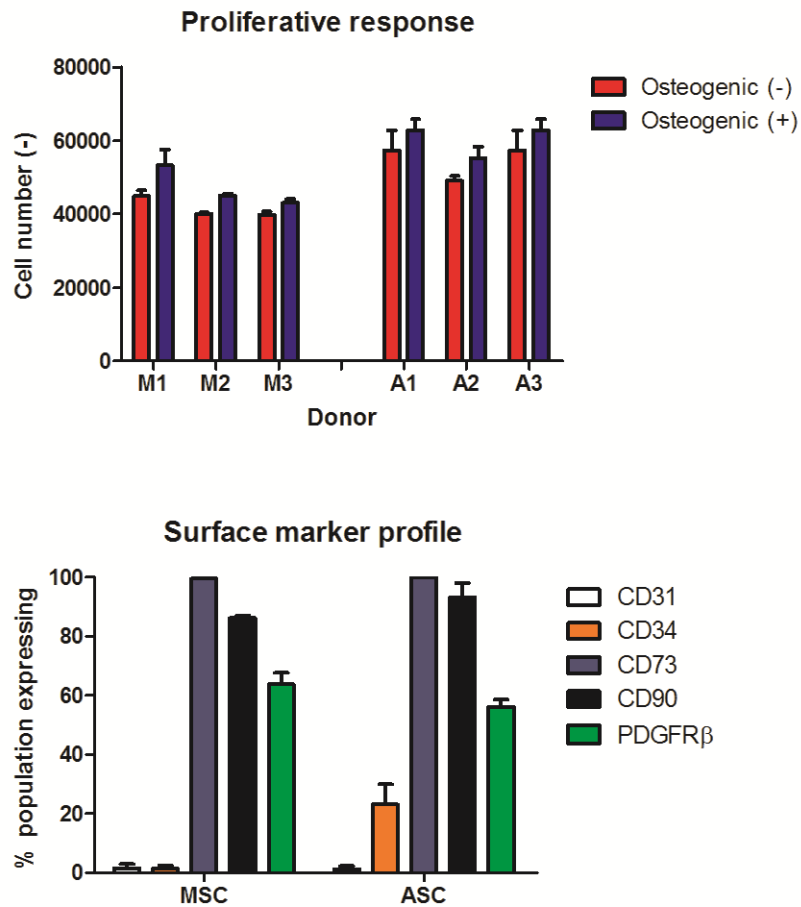 Proliferative response
80000
60000
40000
20000
0
Cell number (-)
M1 M2 M3 A1 A2 A3
Donor
Osteogenic (-)
Osteogenic (+)
Surface marker profile
100
80
60
40
20
0
% population expressing
MSC ASC
CD31
CD34
CD73
CD90
PDGFRβ